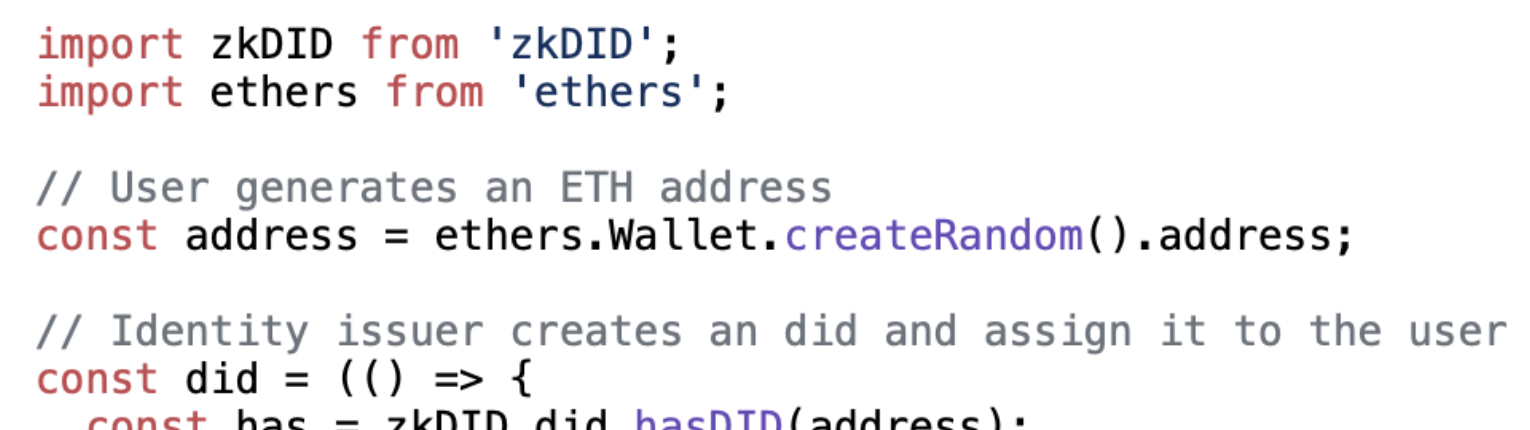 import zkDID from 'zkDID';
import ethers from 'ethers';
// User generates an ETH address
const address = ethers.Wallet.createRandom().address;
// Identity issuer creates an did and assign it to the user
const did = (() => {
const has = zkDID.did.hasDID(address);